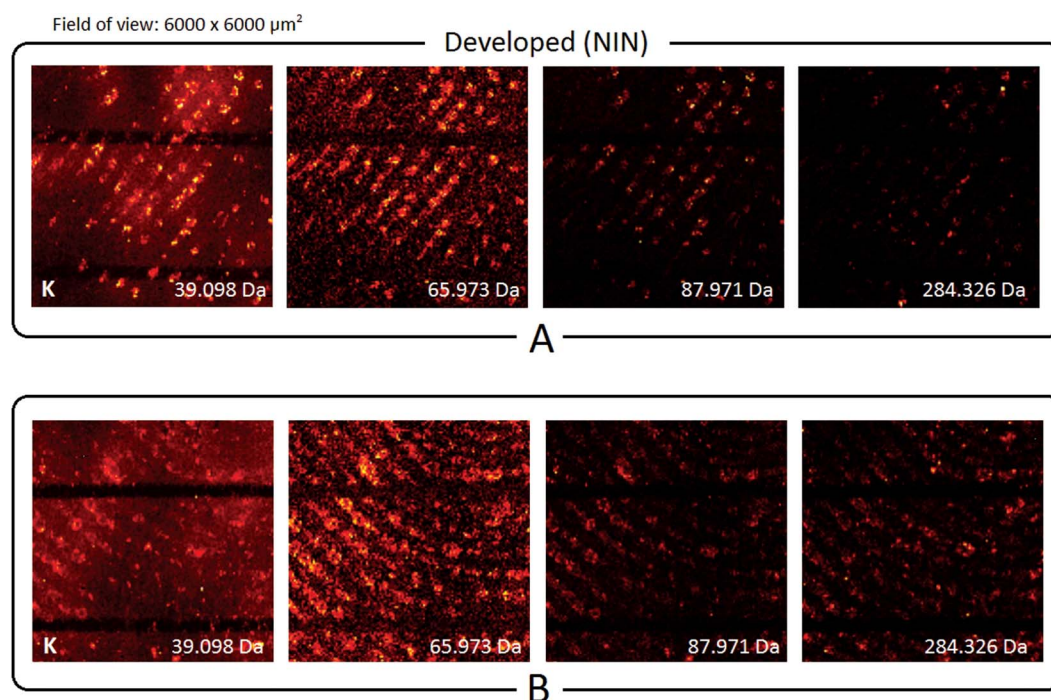 Field of view: 6000 x 6000 µm²
Developed (NIN)
K 39.098 Da 65.973 Da 87.971 Da 284.326 Da
A
K 39.098 Da 65.973 Da 87.971 Da 284.326 Da
B